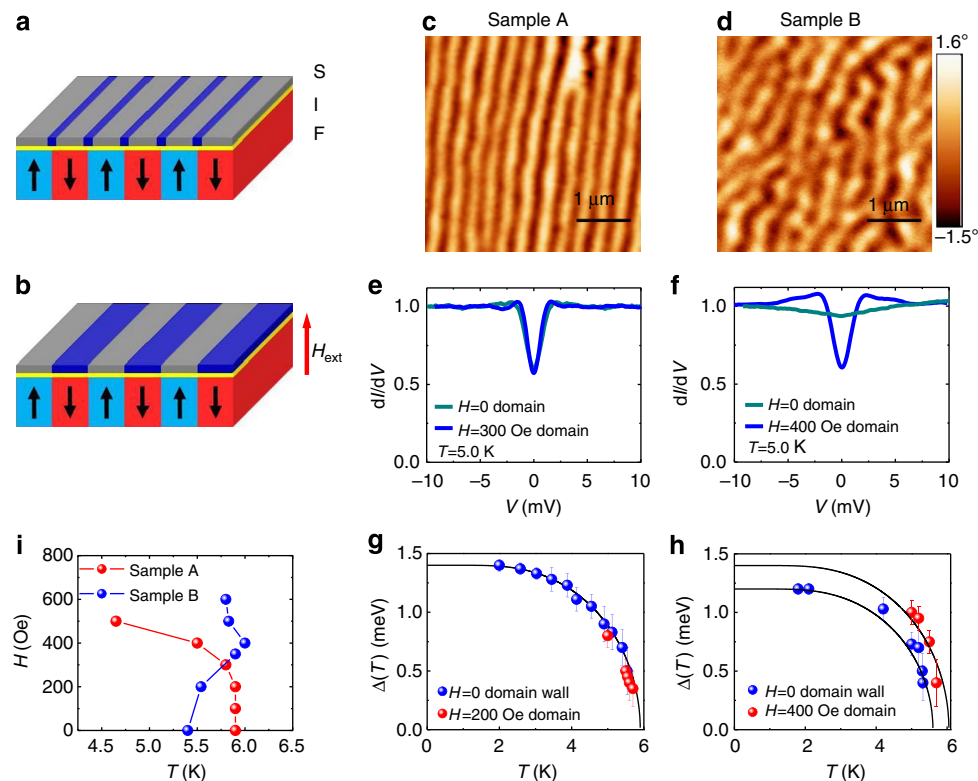 a
S
I
F
b
Hext
c Sample A
1 μm
d Sample B
1 μm
1.6°
−1.5°
e
1.0
0.5
0.0
dI/dV
H=0 domain
H=300 Oe domain
T=5.0 K
−10 −5 0 5 10
V (mV)
f
1.0
0.5
0.0
dI/dV
H=0 domain
H=400 Oe domain
T=5.0 K
−10 −5 0 5 10
V (mV)
i
800
600
400
200
0
H (Oe)
Sample A
Sample B
4.5 5.0 5.5 6.0 6.5
T (K)
g
1.5
1.0
0.5
0.0
Δ(T) (meV)
H=0 domain wall
H=200 Oe domain
0 2 4 6
T (K)
h
1.5
1.0
0.5
0.0
Δ(T) (meV)
H=0 domain wall
H=400 Oe domain
0 2 4 6
T (K)